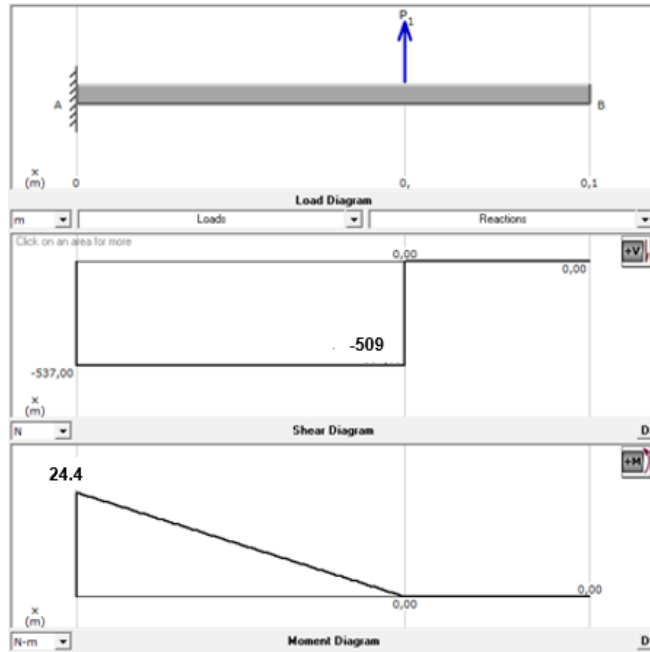 P1
A
B
x
(m)
0
0,
0,1
Load Diagram
m
Loads
Reactions
Click on an area for more
+V
0,00
0,00
-509
-537,00
x
(m)
N
Shear Diagram
D
24.4
+M
0,00
0,00
x
(m)
N-m
Moment Diagram
D